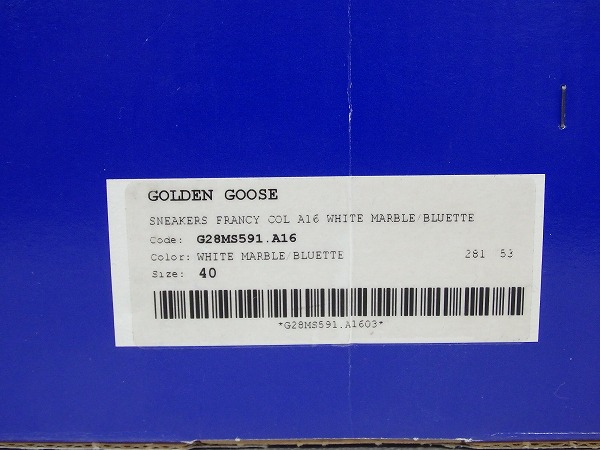 GOLDEN GOOSE
SNEAKERS FRANCY COL A16 WHITE MARBLE/BLUETTE
Code: G28MS591.A16
Color: WHITE MARBLE/BLUETTE 281 53
Size: 40
*G28MS591.A1603*